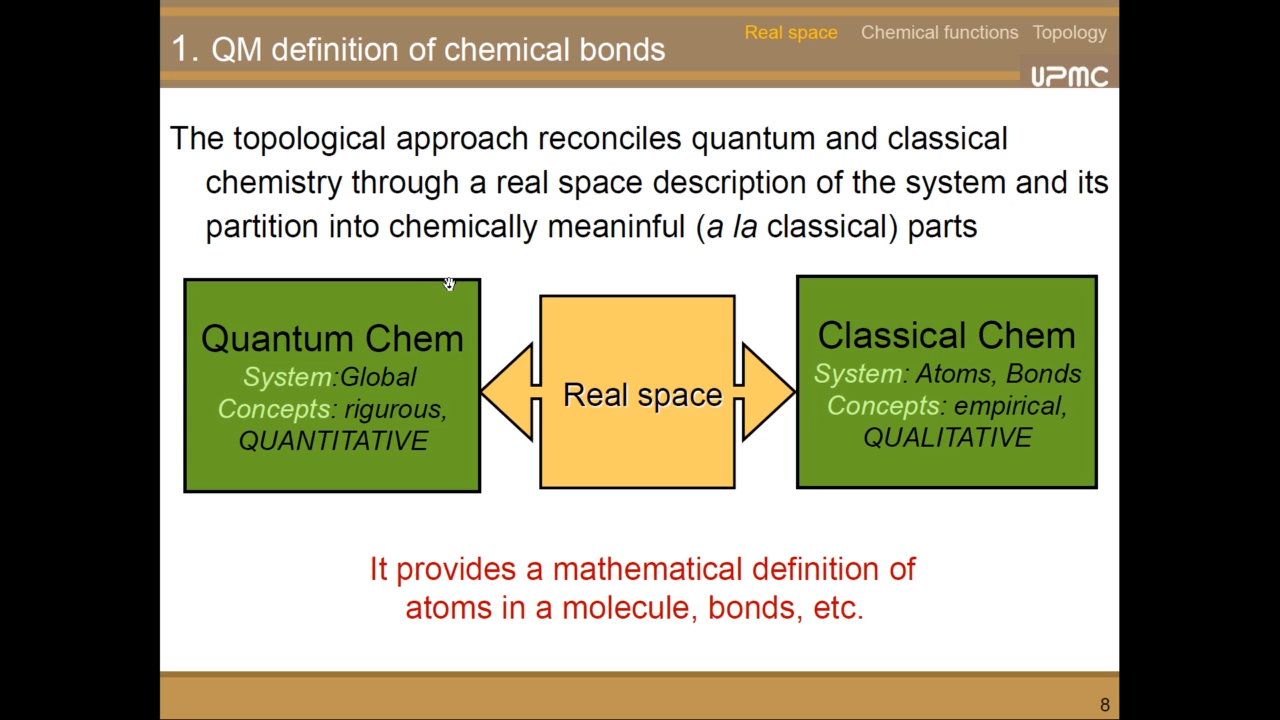 Real space Chemical functions Topology
1. QM definition of chemical bonds
UPMC
The topological approach reconciles quantum and classical
chemistry through a real space description of the system and its
partition into chemically meaninful (a la classical) parts
Quantum Chem
System:Global
Concepts: rigurous,
QUANTITATIVE
Real space
Classical Chem
System: Atoms, Bonds
Concepts: empirical,
QUALITATIVE
It provides a mathematical definition of
atoms in a molecule, bonds, etc.
8